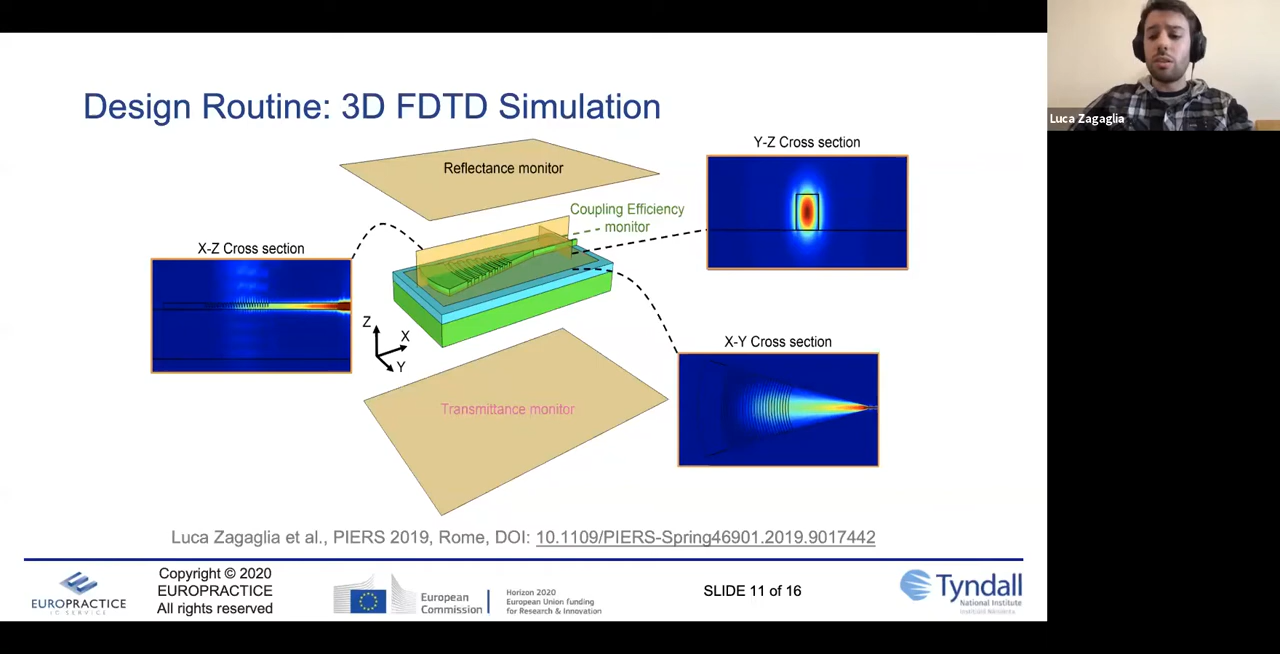 Design Routine: 3D FDTD Simulation
Luca Zagaglia
Reflectance monitor
Y-Z Cross section
Coupling Efficiency
monitor
X-Z Cross section
Z
X
Y
X-Y Cross section
Transmittance monitor
Luca Zagaglia et al., PIERS 2019, Rome, DOI: 10.1109/PIERS-Spring46901.2019.9017442
EUROPRACTICE
IC SERVICE
Copyright © 2020
EUROPRACTICE
All rights reserved
European
Commission
Horizon 2020
European Union funding
for Research & Innovation
SLIDE 11 of 16
Tyndall
National Institute